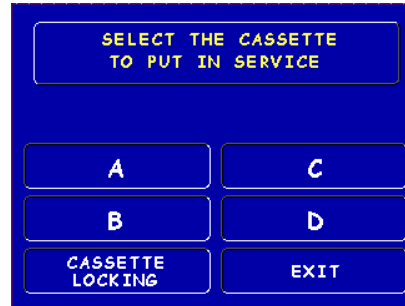 SELECT THE CASSETTE
TO PUT IN SERVICE
A
C
B
D
CASSETTE
LOCKING
EXIT